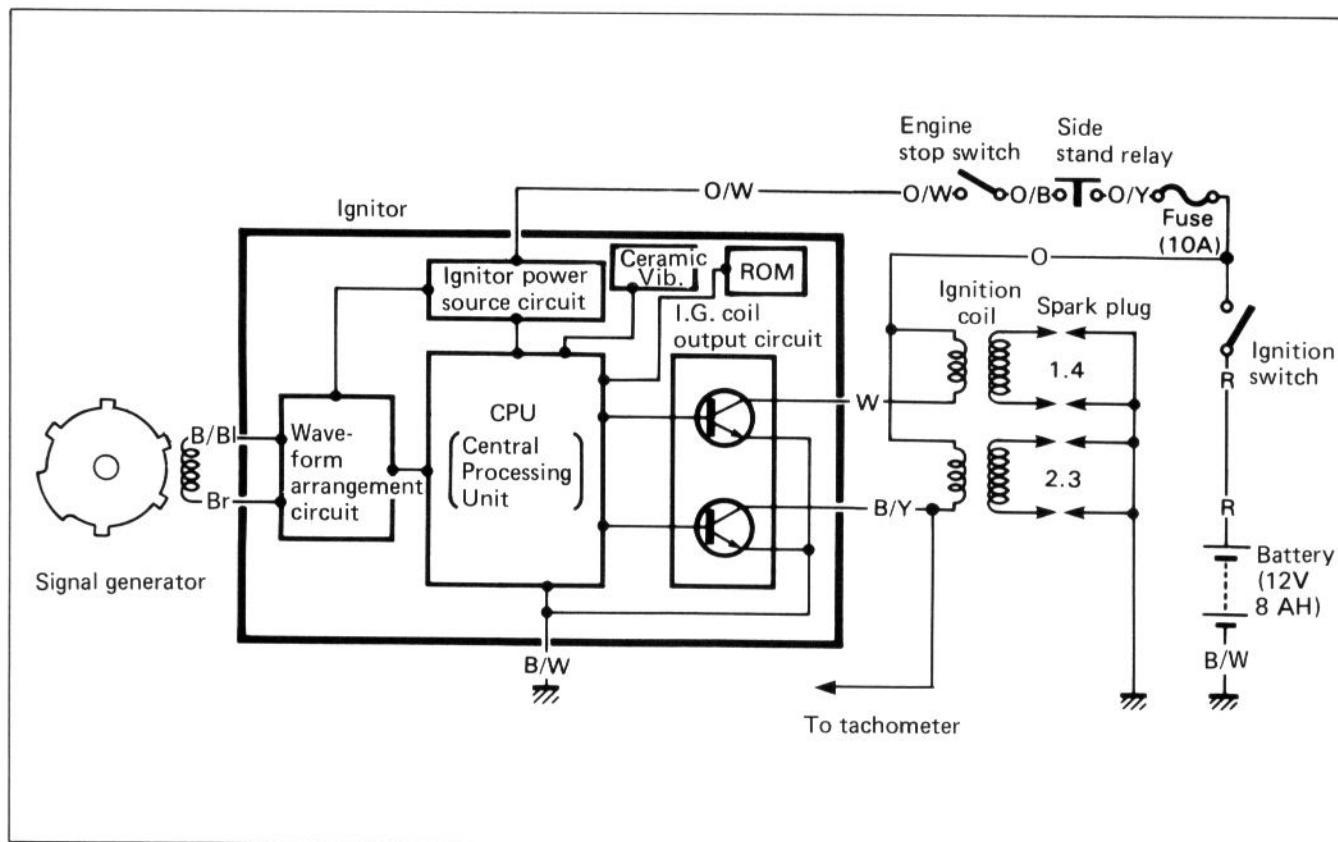 Engine
stop switch
Side
stand relay
O/W
O/W
O/B
O/Y
Fuse
(10A)
Ignitor
Ceramic
Vib.
ROM
Ignitor power
source circuit
O
I.G. coil
output circuit
Ignition
coil
Spark plug
Ignition
switch
1.4
R
W
CPU
(Central
Processing
Unit)
B/Bl
Wave-
form
arrangement
circuit
Br
2.3
B/Y
R
Signal generator
Battery
(12V
8 AH)
B/W
B/W
To tachometer